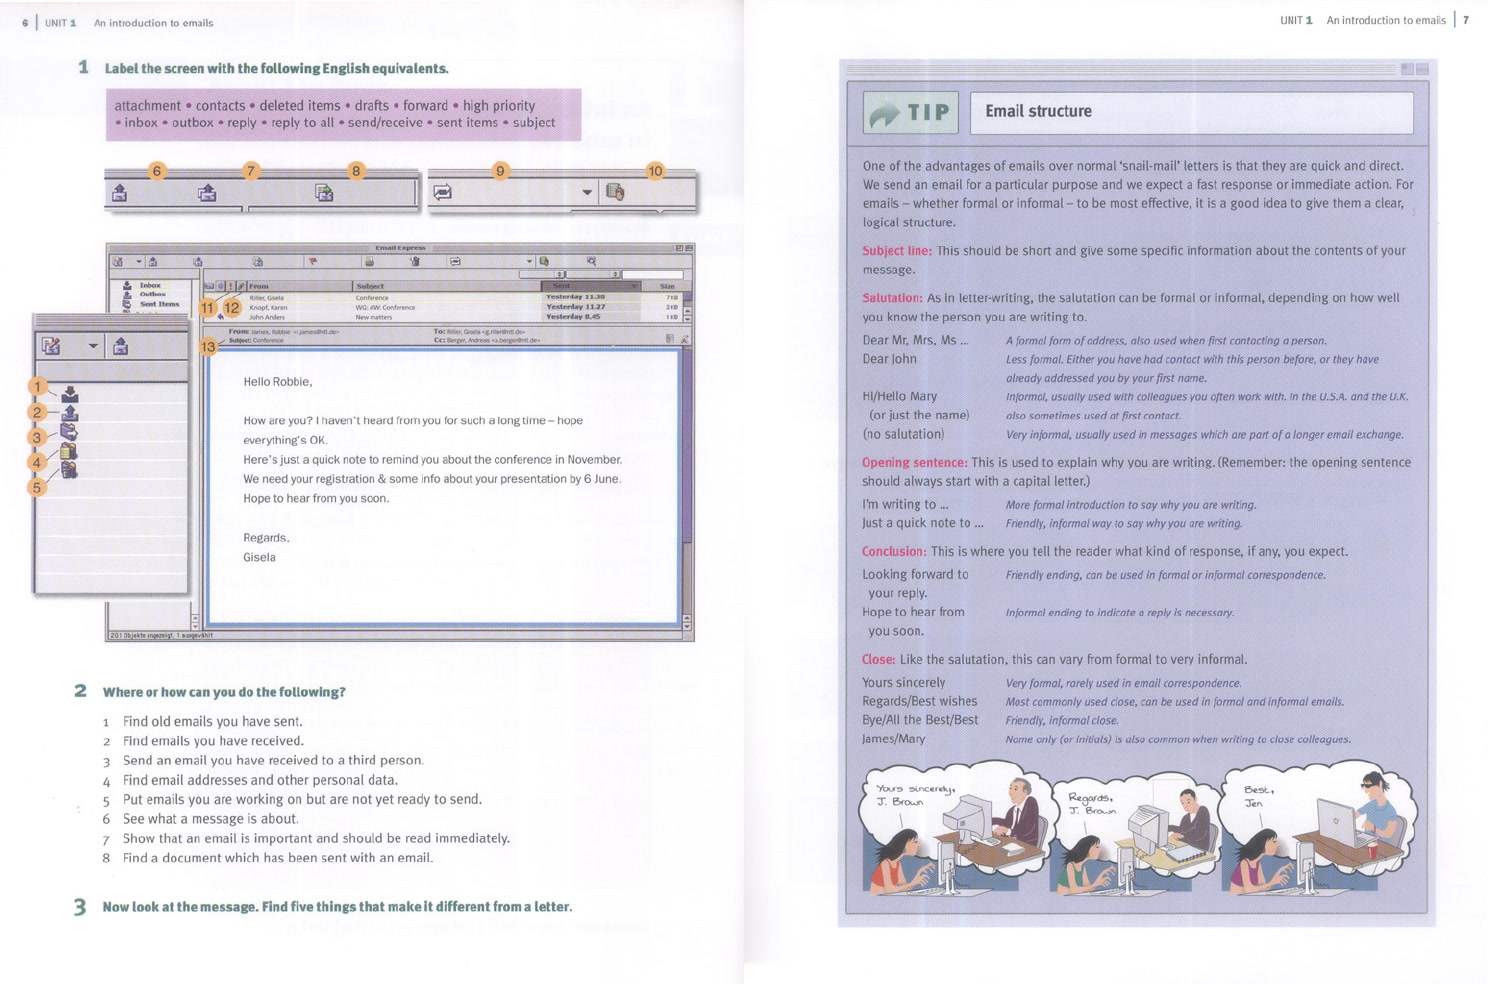 6 | UNIT 1 An introduction to emails
1 Label the screen with the following English equivalents.
attachment • contacts • deleted items • drafts • forward • high priority
• inbox • outbox • reply • reply to all • send/receive • sent items • subject
6 7 8 9 10
Email Express
Inbox
Outbox
Sent Items
From Subject Sent Size
Riller, Gisela Conference Yesterday 11.30 7 KB
Knopf, Karen WG: AW: Conference Yesterday 11.27 2 KB
John Anders New matters Yesterday 8.45 1 KB
11 12
From: James, Robbie <r.james@htl.de> To: Riller, Gisela <g.riller@htl.de>
Subject: Conference Cc: Berger, Andreas <a.berger@htl.de>
13
1
2
3
4
5
Hello Robbie,
How are you? I haven't heard from you for such a long time – hope
everything's OK.
Here's just a quick note to remind you about the conference in November.
We need your registration & some info about your presentation by 6 June.
Hope to hear from you soon.
Regards,
Gisela
201 Objekte angezeigt, 1 ausgewählt
2 Where or how can you do the following?
1 Find old emails you have sent.
2 Find emails you have received.
3 Send an email you have received to a third person.
4 Find email addresses and other personal data.
5 Put emails you are working on but are not yet ready to send.
6 See what a message is about.
7 Show that an email is important and should be read immediately.
8 Find a document which has been sent with an email.
3 Now look at the message. Find five things that make it different from a letter.
UNIT 1 An introduction to emails | 7
TIP Email structure
One of the advantages of emails over normal 'snail-mail' letters is that they are quick and direct.
We send an email for a particular purpose and we expect a fast response or immediate action. For
emails – whether formal or informal – to be most effective, it is a good idea to give them a clear,
logical structure.
Subject line: This should be short and give some specific information about the contents of your
message.
Salutation: As in letter-writing, the salutation can be formal or informal, depending on how well
you know the person you are writing to.
Dear Mr, Mrs, Ms ... A formal form of address, also used when first contacting a person.
Dear John Less formal. Either you have had contact with this person before, or they have
already addressed you by your first name.
Hi/Hello Mary Informal, usually used with colleagues you often work with. In the U.S.A. and the U.K.
(or just the name) also sometimes used at first contact.
(no salutation) Very informal, usually used in messages which are part of a longer email exchange.
Opening sentence: This is used to explain why you are writing. (Remember: the opening sentence
should always start with a capital letter.)
I'm writing to ... More formal introduction to say why you are writing.
Just a quick note to ... Friendly, informal way to say why you are writing.
Conclusion: This is where you tell the reader what kind of response, if any, you expect.
Looking forward to Friendly ending, can be used in formal or informal correspondence.
your reply.
Hope to hear from Informal ending to indicate a reply is necessary.
you soon.
Close: Like the salutation, this can vary from formal to very informal.
Yours sincerely Very formal, rarely used in email correspondence.
Regards/Best wishes Most commonly used close, can be used in formal and informal emails.
Bye/All the Best/Best Friendly, informal close.
James/Mary Name only (or initials) is also common when writing to close colleagues.
Yours sincerely,
J. Brown
Regards,
J. Brown
Best,
Jen